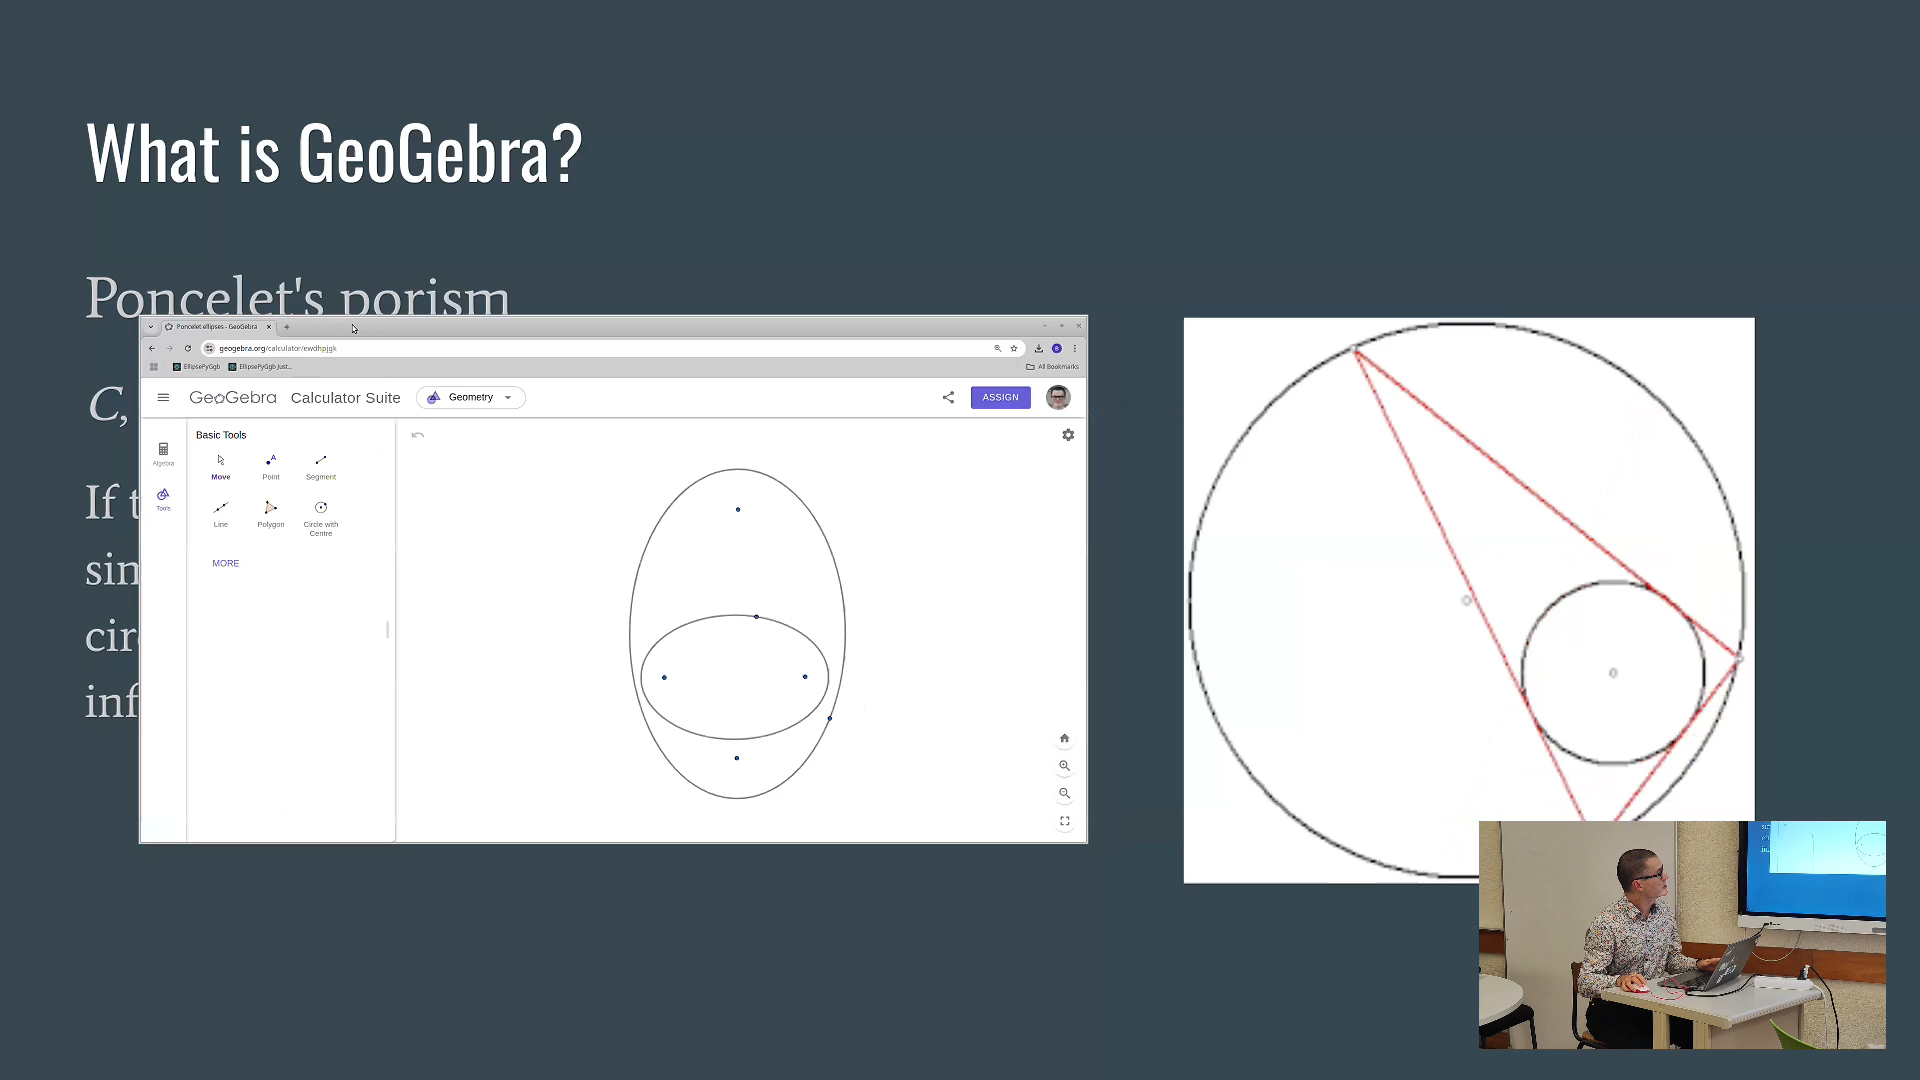 What is GeoGebra?
Poncelet's porism
C,
If t
sin
cir
inf
Poncelet ellipses - GeoGebra
geogebra.org/calculator/ewdhpjgk
EllipsePyGgb
EllipsePyGgb Just...
All Bookmarks
GeoGebra
Calculator Suite
Geometry
ASSIGN
Algebra
Tools
Basic Tools
Move
Point
Segment
Line
Polygon
Circle with
Centre
MORE